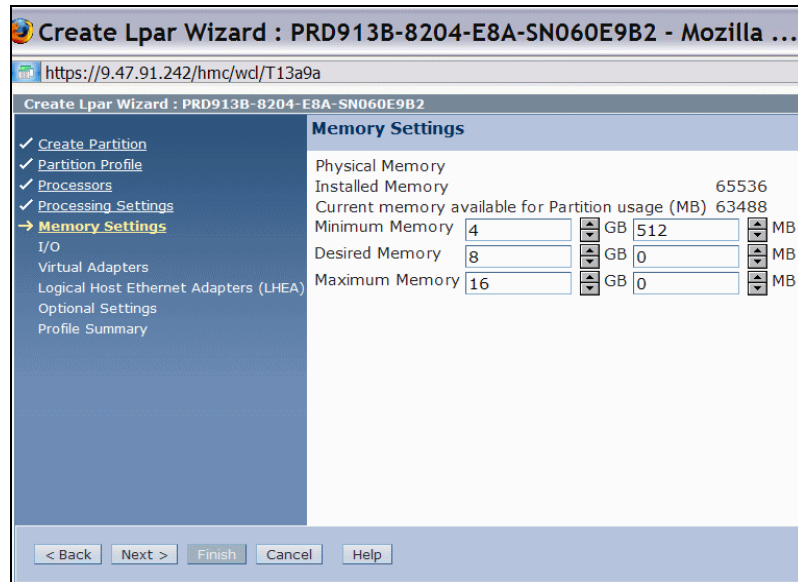 Create Lpar Wizard : PRD913B-8204-E8A-SN060E9B2 - Mozilla ...
https://9.47.91.242/hmc/wcl/T13a9a
Create Lpar Wizard : PRD913B-8204-E8A-SN060E9B2
Create Partition
Partition Profile
Processors
Processing Settings
Memory Settings
I/O
Virtual Adapters
Logical Host Ethernet Adapters (LHEA)
Optional Settings
Profile Summary
Memory Settings
Physical Memory
Installed Memory 65536
Current memory available for Partition usage (MB) 63488
Minimum Memory 4 GB 512 MB
Desired Memory 8 GB 0 MB
Maximum Memory 16 GB 0 MB
< Back Next > Finish Cancel Help